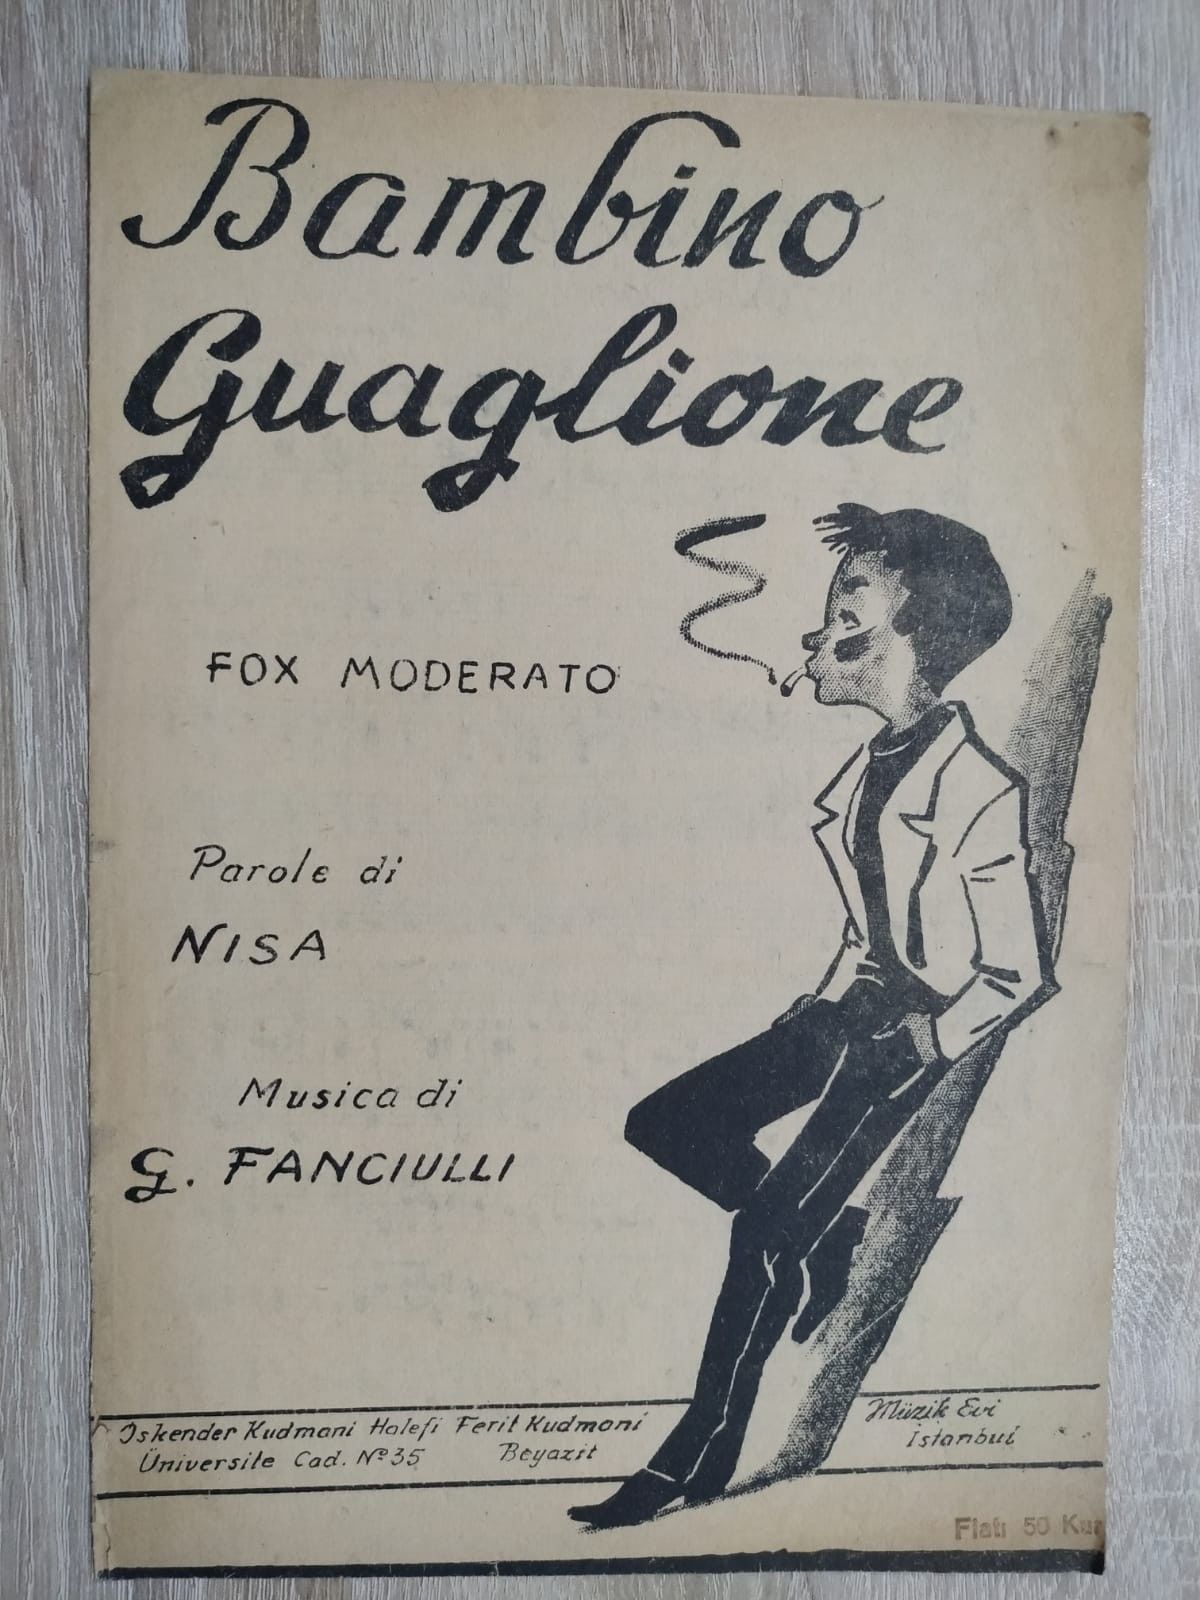 Bambino
Guaglione
FOX MODERATO
Parole di
NISA
Musica di
G. FANCIULLI
İskender Kudmani Halefi Ferit Kudmani
Üniversite Cad. Nº 35 Beyazıt
Müzik Evi
İstanbul
Fiatı 50 Kur